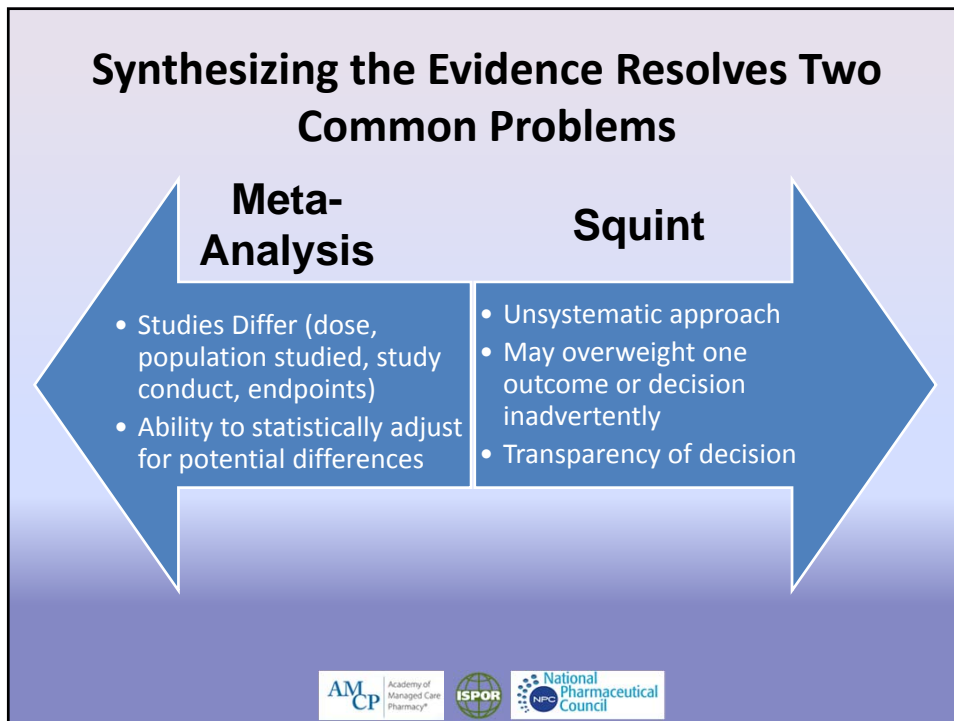 Synthesizing the Evidence Resolves Two
Common Problems
Meta-
Analysis
• Studies Differ (dose,
population studied, study
conduct, endpoints)
• Ability to statistically adjust
for potential differences
Squint
• Unsystematic approach
• May overweight one
outcome or decision
inadvertently
• Transparency of decision
AMCP
Academy of
Managed Care
Pharmacy®
ISPOR
NPC
National
Pharmaceutical
Council